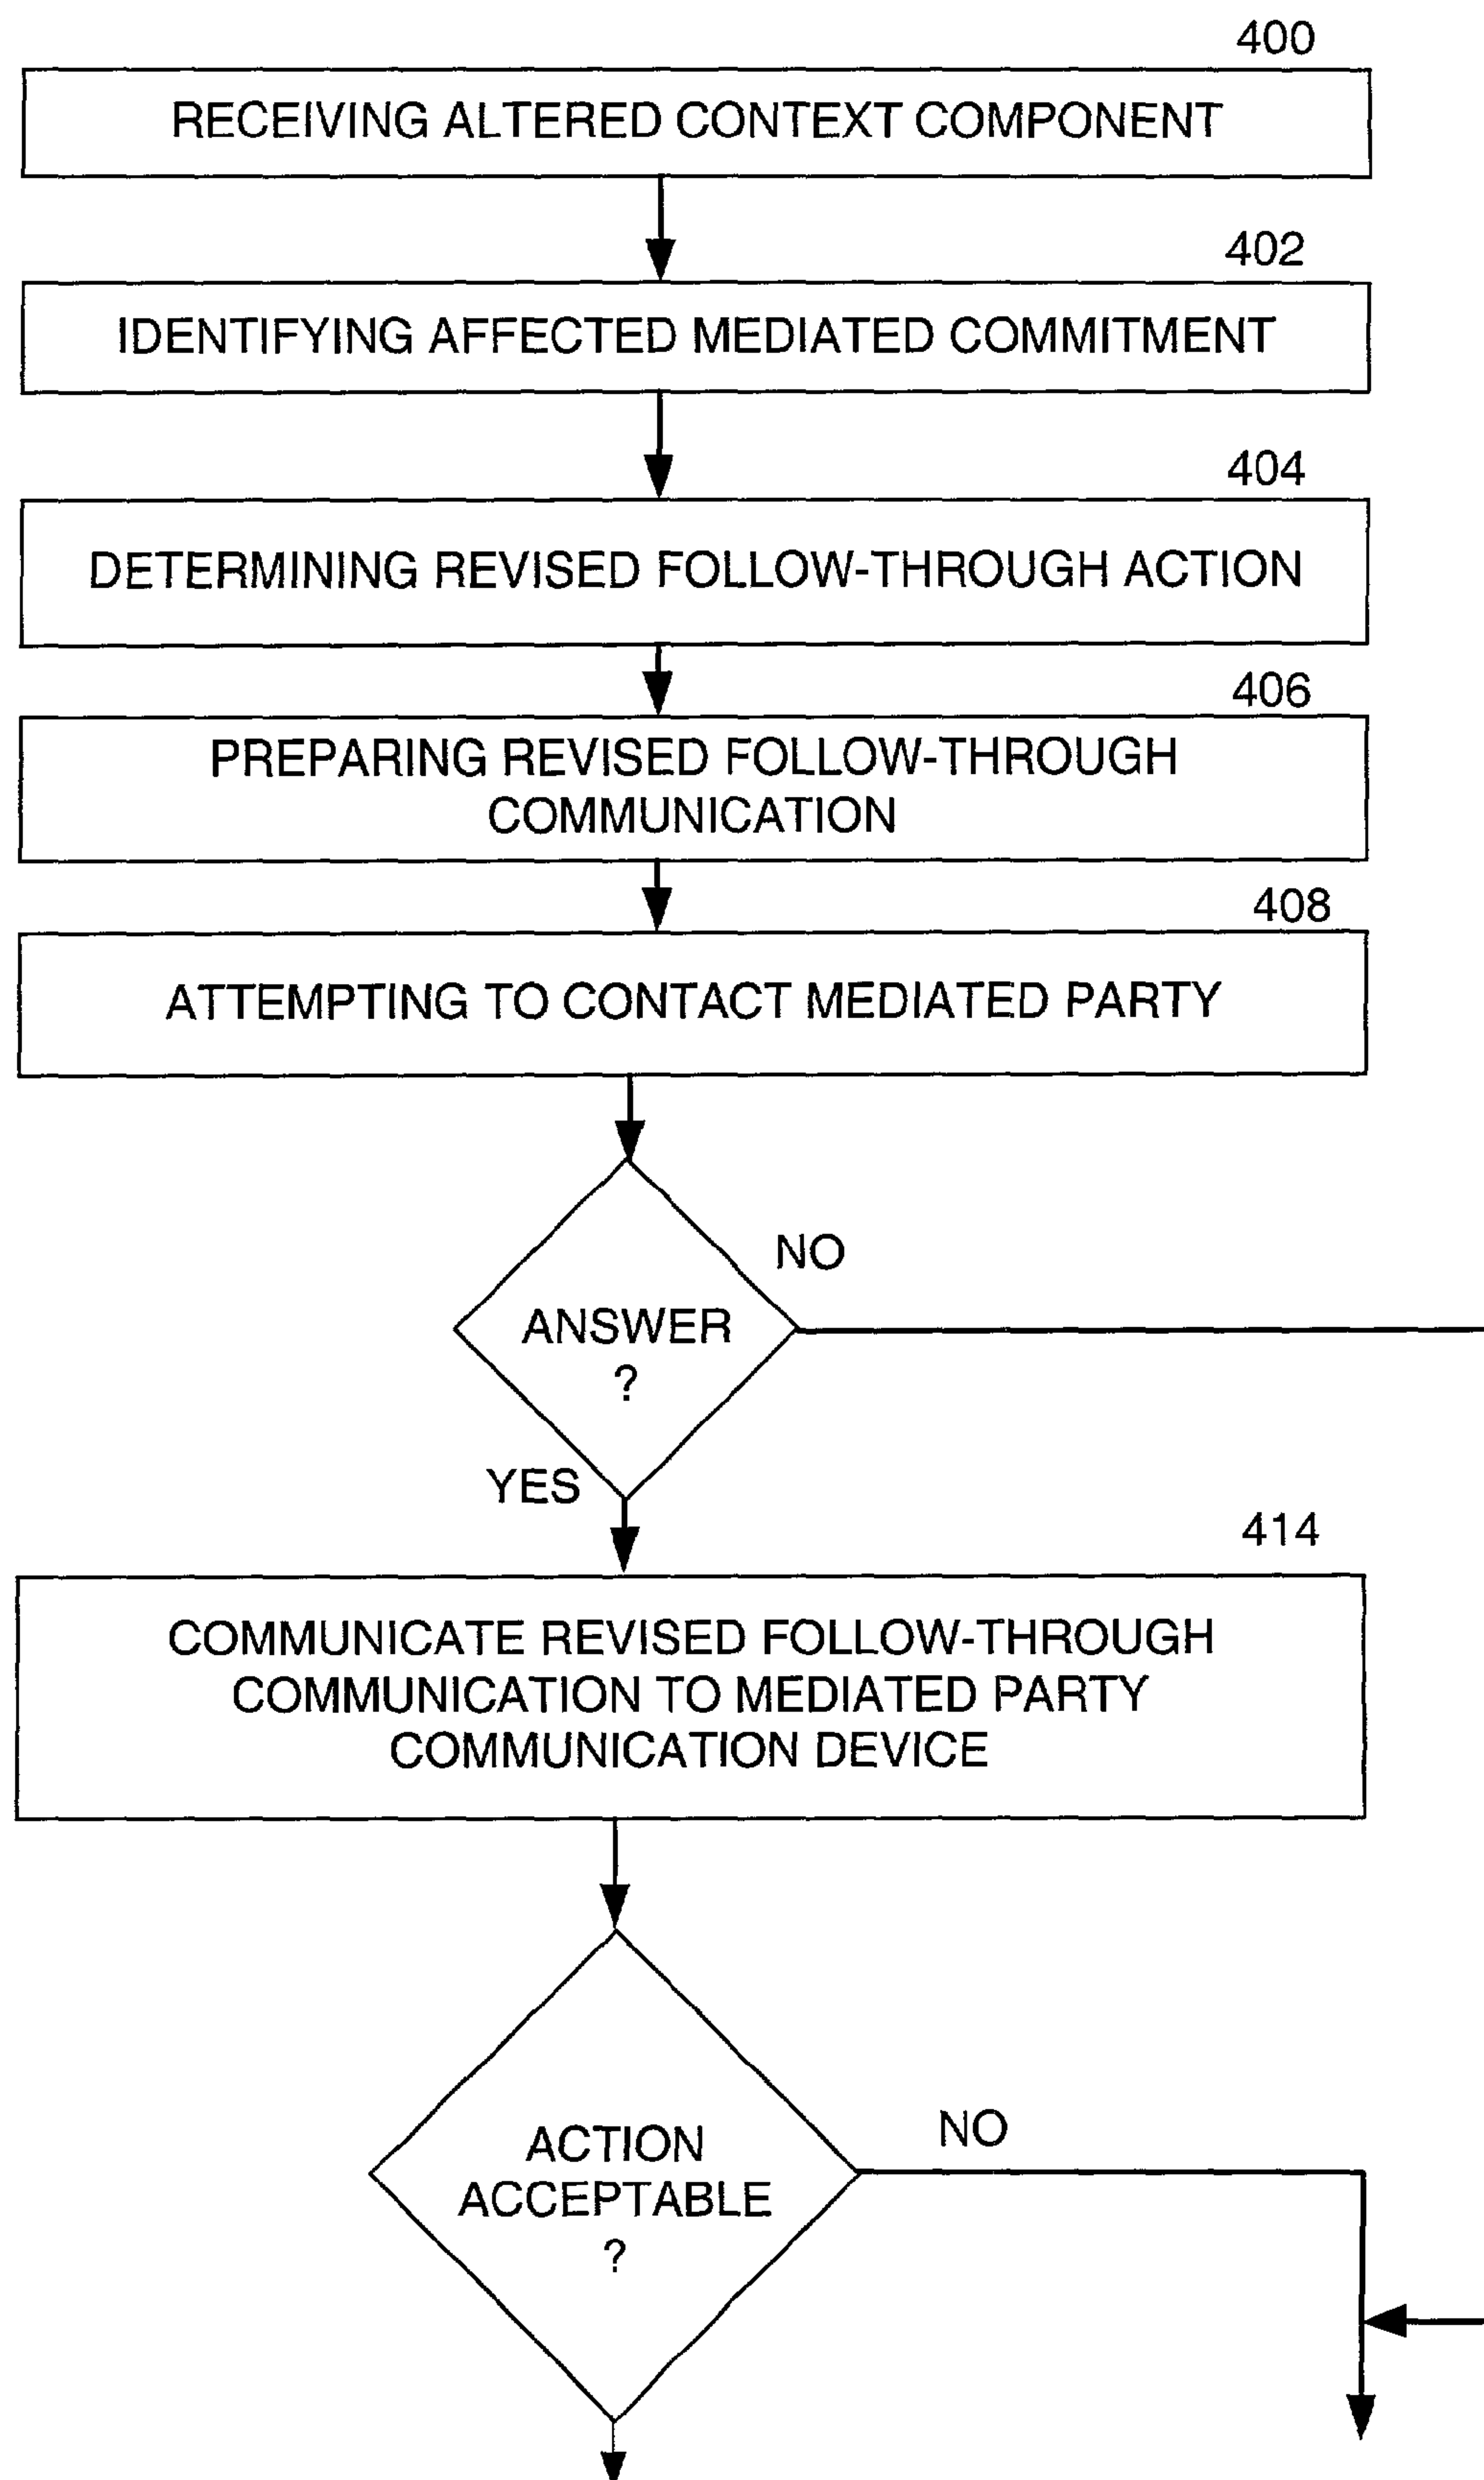 400
RECEIVING ALTERED CONTEXT COMPONENT
402
IDENTIFYING AFFECTED MEDIATED COMMITMENT
404
DETERMINING REVISED FOLLOW-THROUGH ACTION
406
PREPARING REVISED FOLLOW-THROUGH
COMMUNICATION
408
ATTEMPTING TO CONTACT MEDIATED PARTY
NO
ANSWER
?
YES
414
COMMUNICATE REVISED FOLLOW-THROUGH
COMMUNICATION TO MEDIATED PARTY
COMMUNICATION DEVICE
NO
ACTION
ACCEPTABLE
?